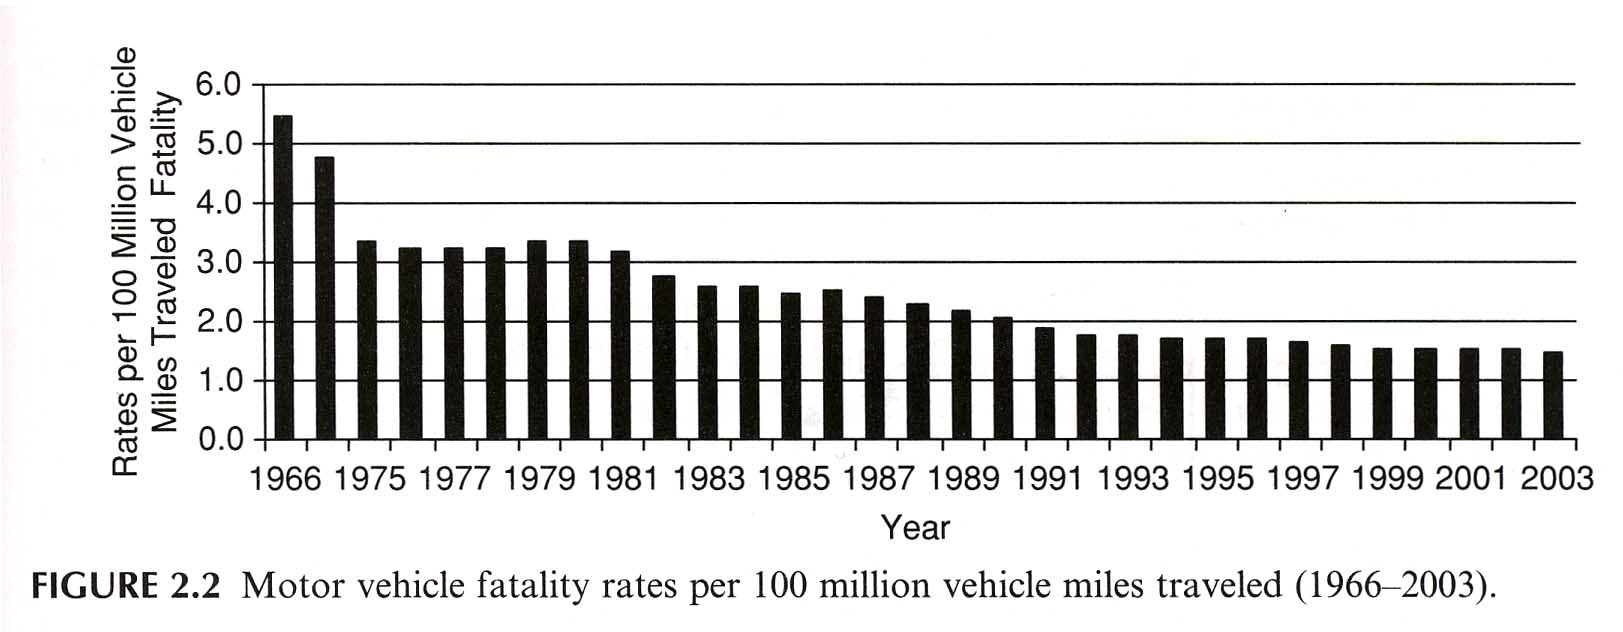 Rates per 100 Million Vehicle
Miles Traveled Fatality
6.0
5.0
4.0
3.0
2.0
1.0
0.0
1966 1975 1977 1979 1981 1983 1985 1987 1989 1991 1993 1995 1997 1999 2001 2003
Year
FIGURE 2.2 Motor vehicle fatality rates per 100 million vehicle miles traveled (1966–2003).